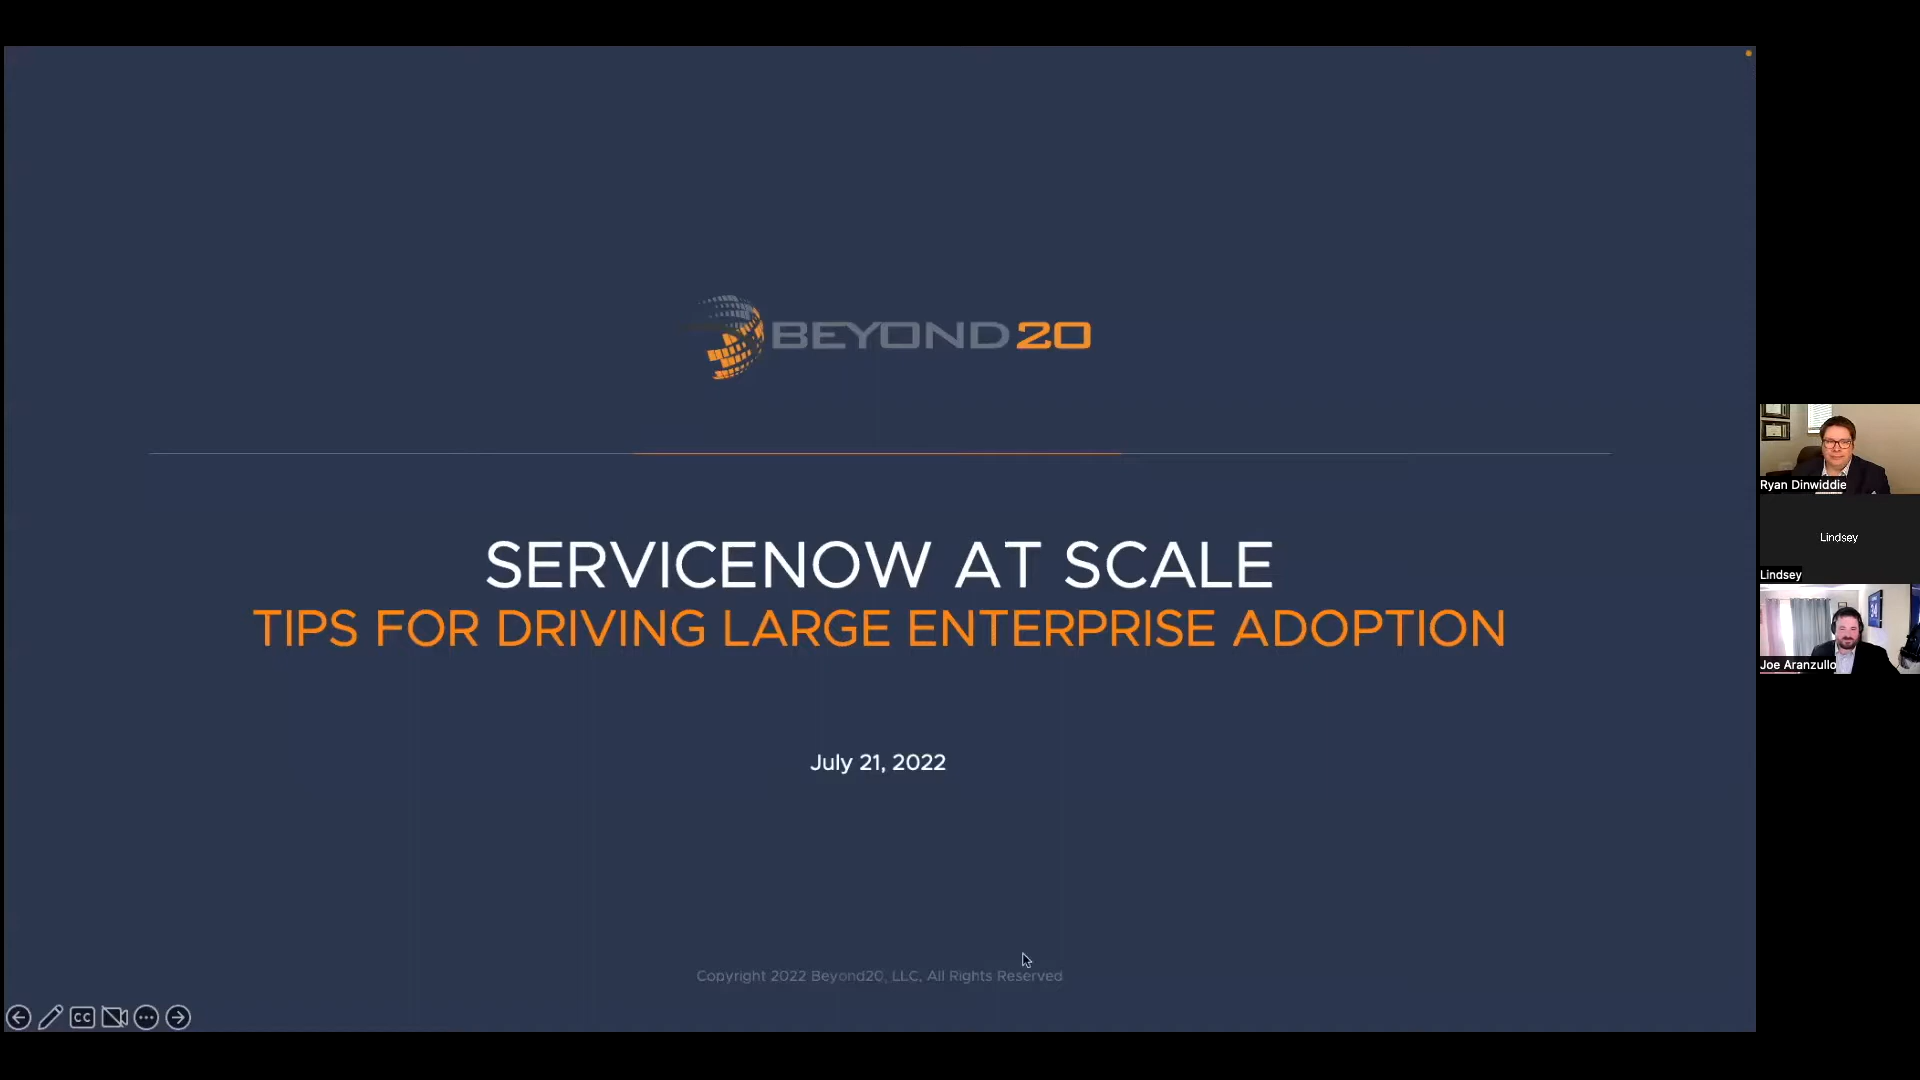 BEYOND20
SERVICENOW AT SCALE
TIPS FOR DRIVING LARGE ENTERPRISE ADOPTION
July 21, 2022
Copyright 2022 Beyond20, LLC, All Rights Reserved
CC
Ryan Dinwiddie
Lindsey
Lindsey
Joe Aranzullo